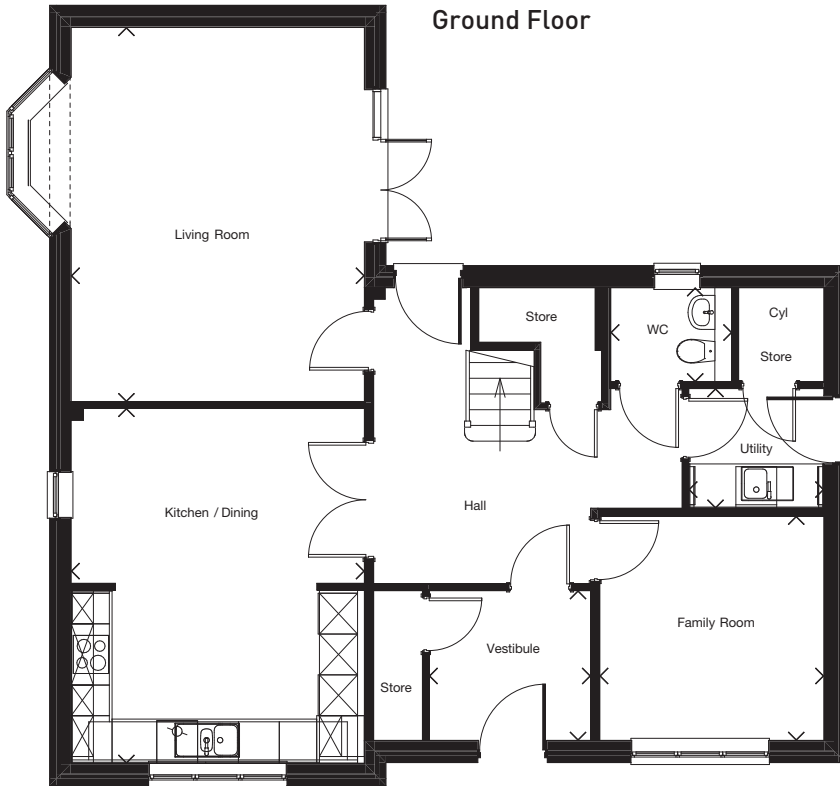 Ground Floor
Living Room
Store
WC
Cyl
Store
Utility
Kitchen / Dining
Hall
Family Room
Vestibule
Store